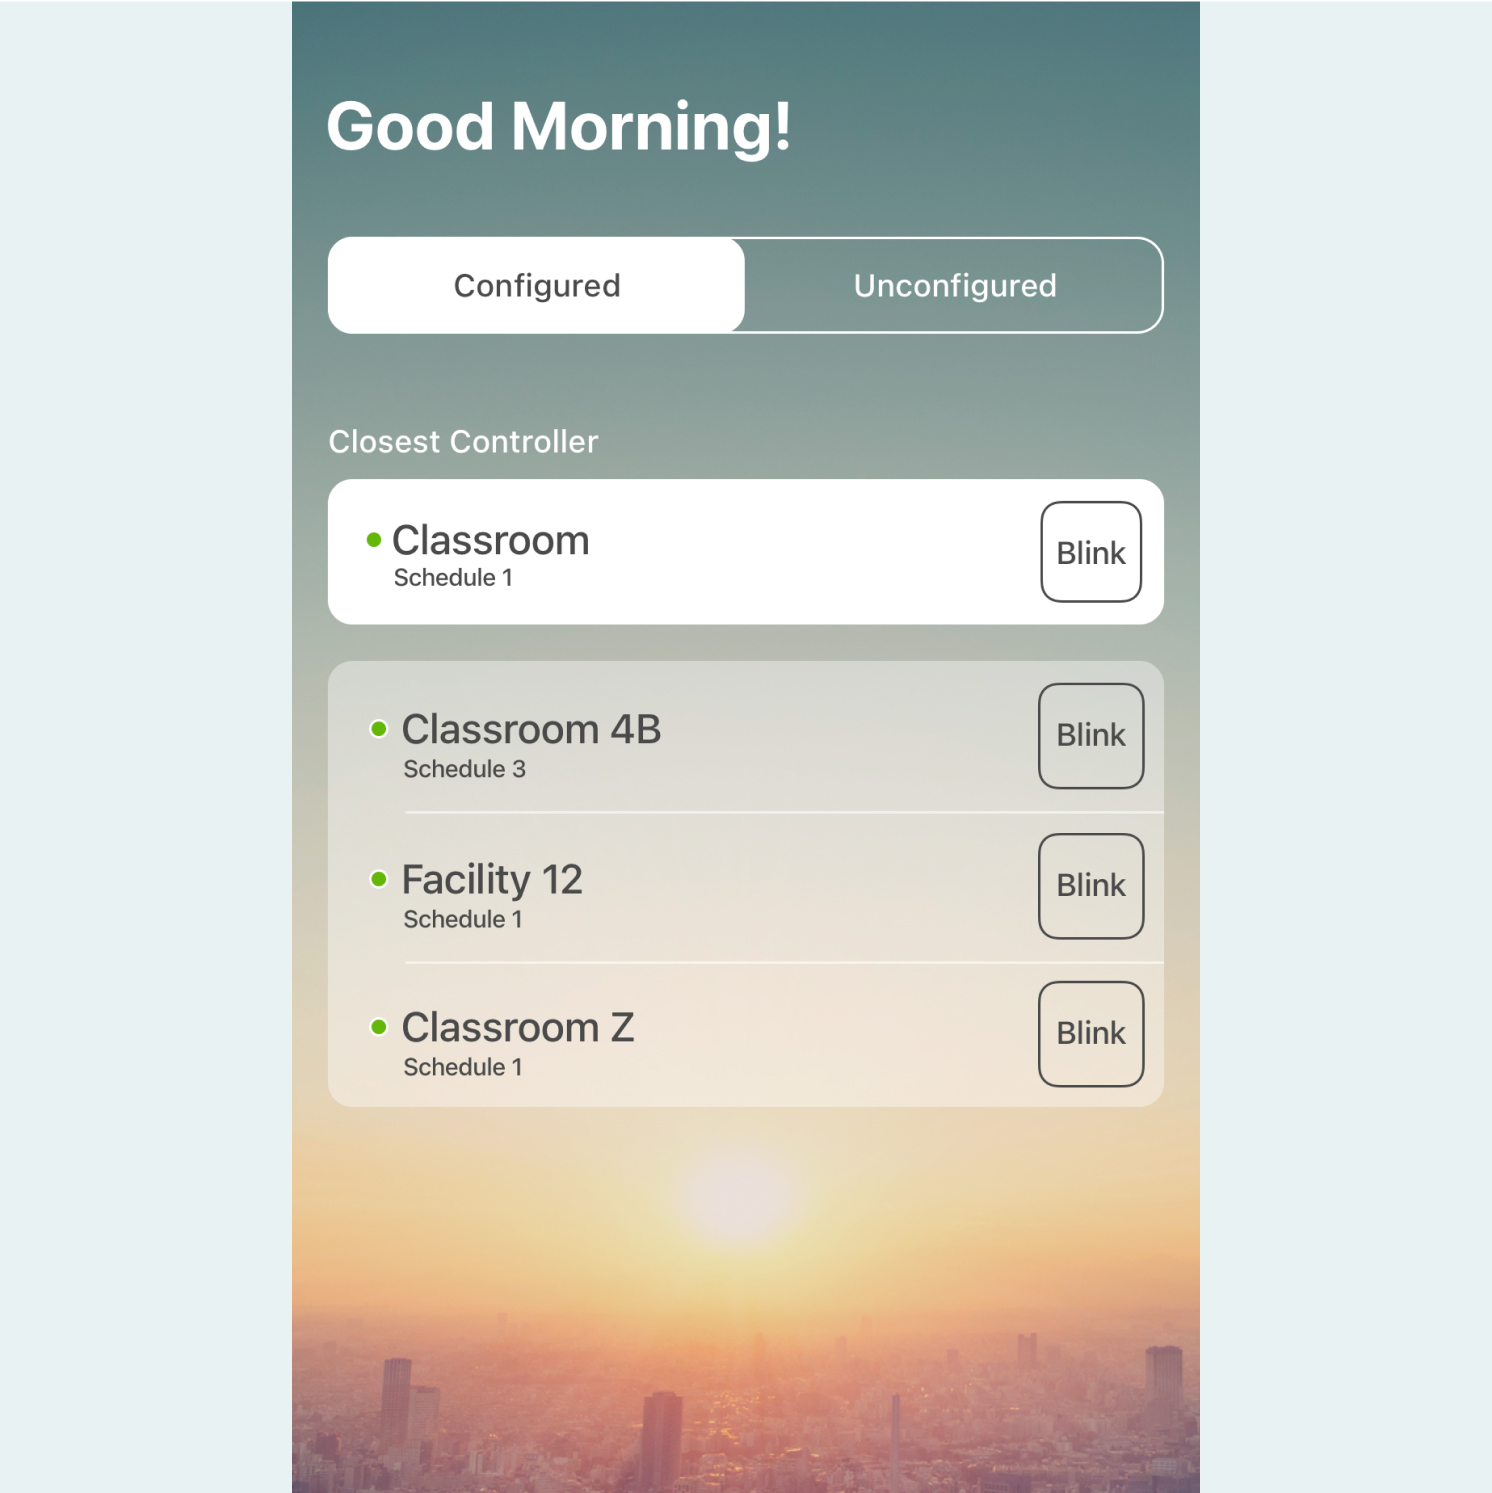 Good Morning!
Configured
Unconfigured
Closest Controller
Classroom
Schedule 1
Blink
Classroom 4B
Schedule 3
Blink
Facility 12
Schedule 1
Blink
Classroom Z
Schedule 1
Blink